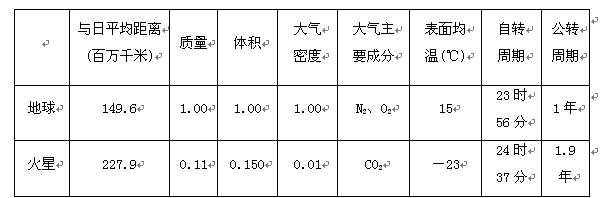 与日平均距离 质量 体积 大气 大气主 表面均 自转 公转
(百万千米) 密度 要成分 温(℃) 周期 周期
地球 149.6 1.00 1.00 1.00 N₂、O₂ 15 23时 1年
56分
火星 227.9 0.11 0.150 0.01 CO₂ －23 24时 1.9
37分 年